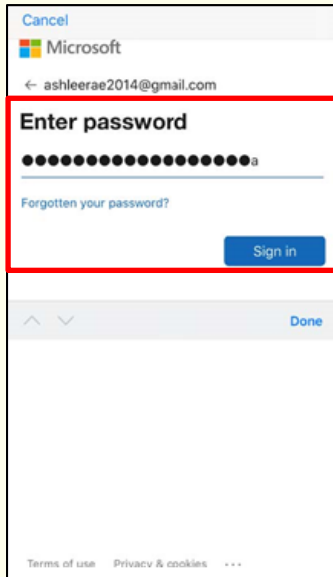 Cancel
Microsoft
← ashleerae2014@gmail.com
Enter password
●●●●●●●●●●●●●●●●●●a
Forgotten your password?
Sign in
Done
Terms of use Privacy & cookies ...